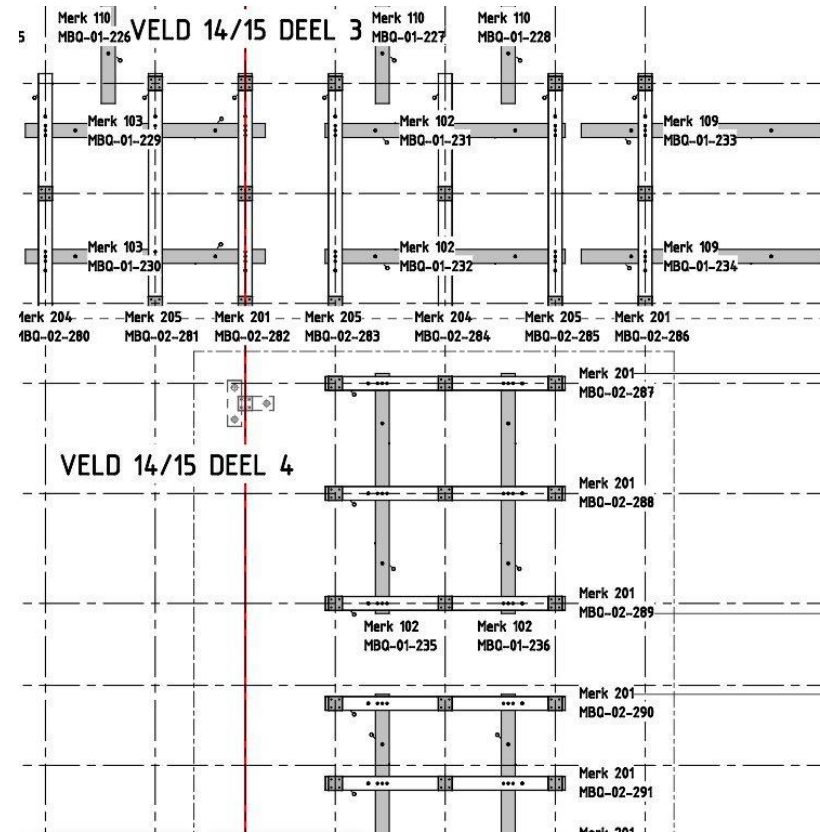 Merk 110
MBQ-01-226
VELD 14/15 DEEL 3
Merk 110
MBQ-01-227
Merk 110
MBQ-01-228
5
Merk 103
MBQ-01-229
Merk 102
MBQ-01-231
Merk 109
MBQ-01-233
Merk 103
MBQ-01-230
Merk 102
MBQ-01-232
Merk 109
MBQ-01-234
Merk 204
MBQ-02-280
Merk 205
MBQ-02-281
Merk 201
MBQ-02-282
Merk 205
MBQ-02-283
Merk 204
MBQ-02-284
Merk 205
MBQ-02-285
Merk 201
MBQ-02-286
Merk 201
MBQ-02-287
VELD 14/15 DEEL 4
Merk 201
MBQ-02-288
Merk 201
MBQ-02-289
Merk 102
MBQ-01-235
Merk 102
MBQ-01-236
Merk 201
MBQ-02-290
Merk 201
MBQ-02-291
Merk 201